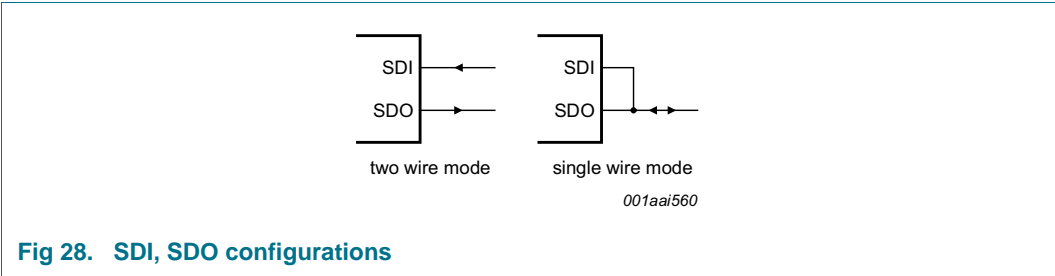 SDI
SDO
two wire mode
SDI
SDO
single wire mode
001aai560
Fig 28. SDI, SDO configurations